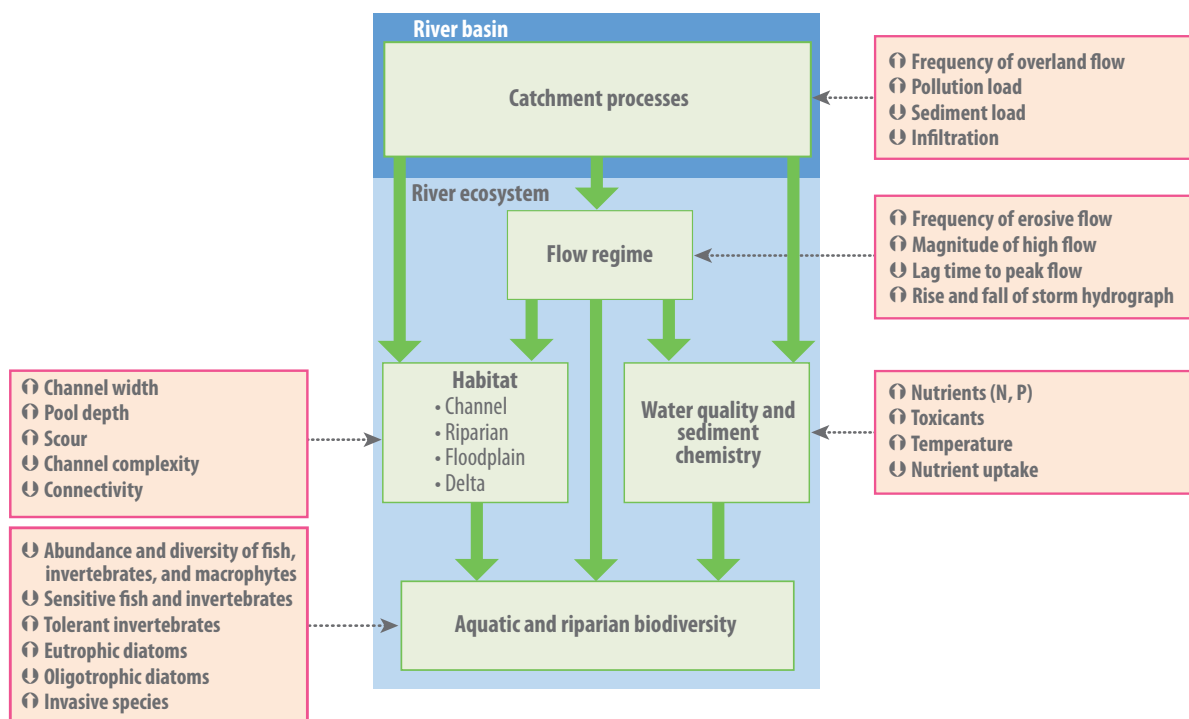 River basin
Catchment processes
⮉ Frequency of overland flow
⮉ Pollution load
⮋ Sediment load
⮋ Infiltration
River ecosystem
Flow regime
⮉ Frequency of erosive flow
⮉ Magnitude of high flow
⮋ Lag time to peak flow
⮉ Rise and fall of storm hydrograph
⮉ Channel width
⮉ Pool depth
⮉ Scour
⮋ Channel complexity
⮋ Connectivity
Habitat
• Channel
• Riparian
• Floodplain
• Delta
Water quality and
sediment
chemistry
⮉ Nutrients (N, P)
⮉ Toxicants
⮉ Temperature
⮋ Nutrient uptake
⮋ Abundance and diversity of fish,
invertebrates, and macrophytes
⮋ Sensitive fish and invertebrates
⮉ Tolerant invertebrates
⮉ Eutrophic diatoms
⮋ Oligotrophic diatoms
⮉ Invasive species
Aquatic and riparian biodiversity